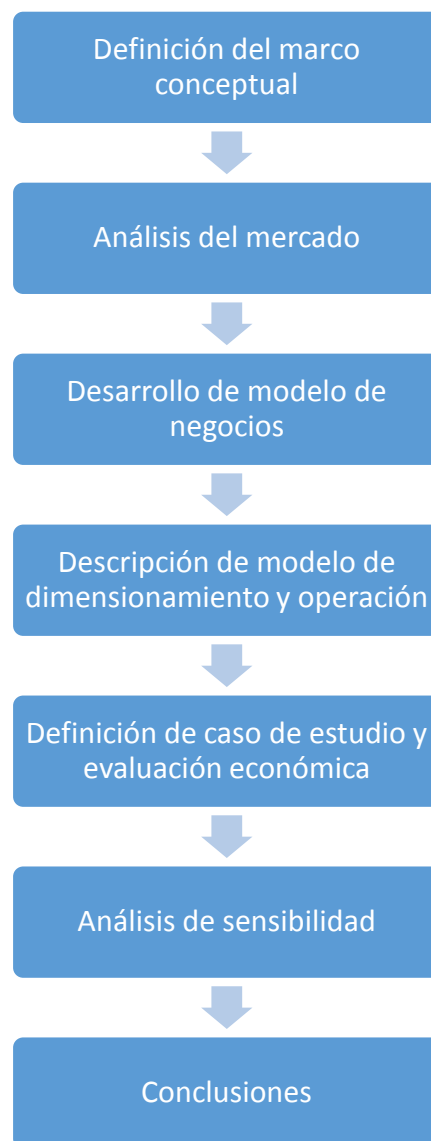 Definición del marco
conceptual
Análisis del mercado
Desarrollo de modelo de
negocios
Descripción de modelo de
dimensionamiento y operación
Definición de caso de estudio y
evaluación económica
Análisis de sensibilidad
Conclusiones